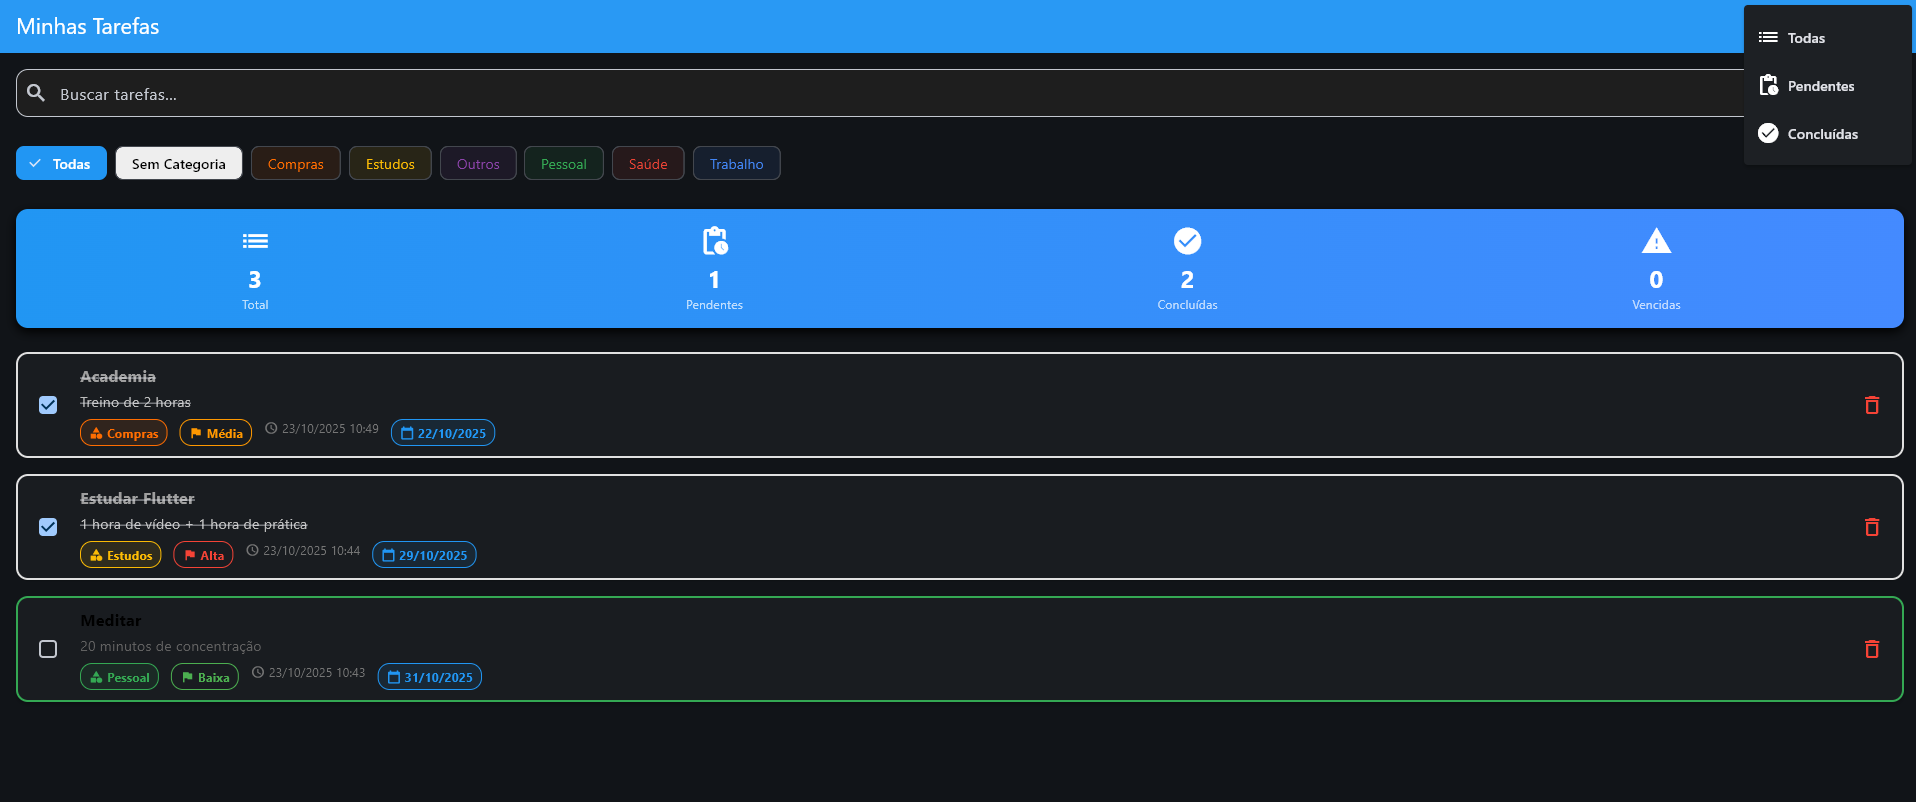 Minhas Tarefas
Todas
Pendentes
Concluídas
Buscar tarefas...
Todas Sem Categoria Compras Estudos Outros Pessoal Saúde Trabalho
3 1 2 0
Total Pendentes Concluídas Vencidas
Academia
Treino de 2 horas
Compras Média 23/10/2025 10:49 22/10/2025
Estudar Flutter
1 hora de vídeo + 1 hora de prática
Estudos Alta 23/10/2025 10:44 29/10/2025
Meditar
20 minutos de concentração
Pessoal Baixa 23/10/2025 10:43 31/10/2025